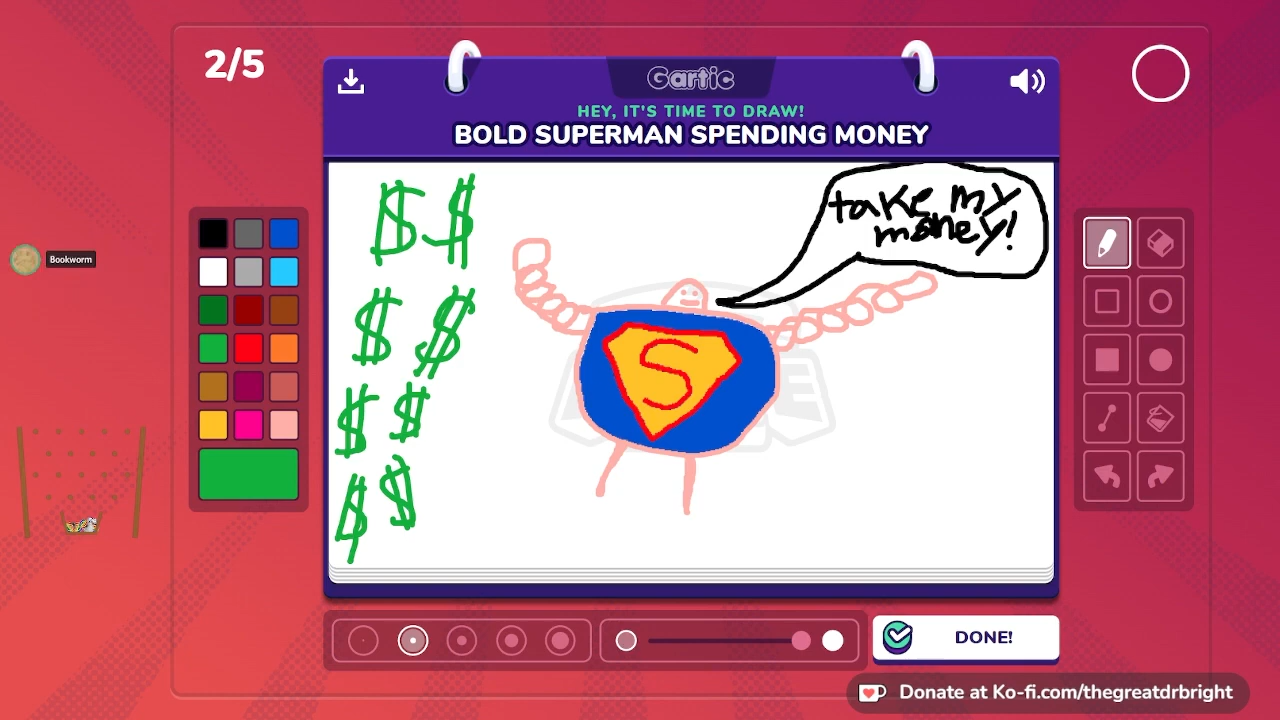 2/5
Gartic
HEY, IT'S TIME TO DRAW!
BOLD SUPERMAN SPENDING MONEY
$ $
take my
money!
Bookworm
$ $
S
$ $
$ $
DONE!
Donate at Ko-fi.com/thegreatdrbright